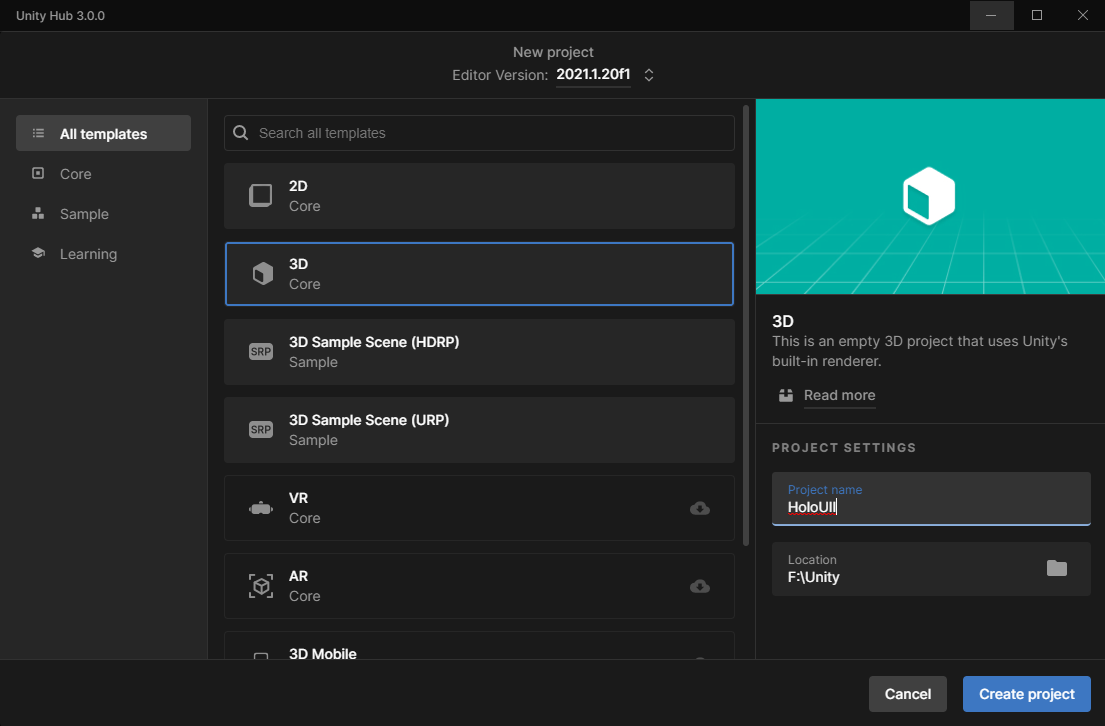 Unity Hub 3.0.0
New project
Editor Version: 2021.1.20f1
All templates
Core
Sample
Learning
Search all templates
2D
Core
3D
Core
SRP
3D Sample Scene (HDRP)
Sample
SRP
3D Sample Scene (URP)
Sample
VR
Core
AR
Core
3D Mobile
3D
This is an empty 3D project that uses Unity's
built-in renderer.
Read more
PROJECT SETTINGS
Project name
HoloUII
Location
F:\Unity
Cancel
Create project